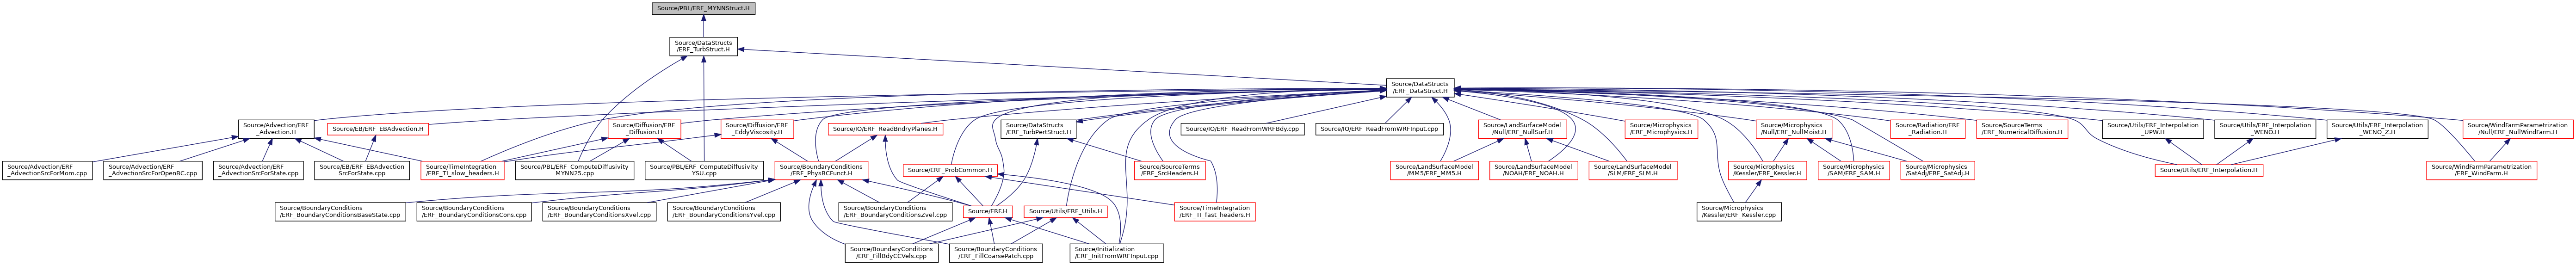 Source/PBL/ERF_MYNNStruct.H
Source/DataStructs
/ERF_TurbStruct.H
Source/DataStructs
/ERF_DataStruct.H
Source/Advection/ERF
_Advection.H
Source/EB/ERF_EBAdvection.H
Source/Diffusion/ERF
_Diffusion.H
Source/Diffusion/ERF
_EddyViscosity.H
Source/IO/ERF_ReadBndryPlanes.H
Source/DataStructs
/ERF_TurbPertStruct.H
Source/IO/ERF_ReadFromWRFBdy.cpp
Source/IO/ERF_ReadFromWRFInput.cpp
Source/LandSurfaceModel
/Null/ERF_NullSurf.H
Source/Microphysics
/ERF_Microphysics.H
Source/Microphysics
/Null/ERF_NullMoist.H
Source/Radiation/ERF
_Radiation.H
Source/SourceTerms
/ERF_NumericalDiffusion.H
Source/Utils/ERF_Interpolation
_UPW.H
Source/Utils/ERF_Interpolation
_WENO.H
Source/Utils/ERF_Interpolation
_WENO_Z.H
Source/WindFarmParametrization
/Null/ERF_NullWindFarm.H
Source/Advection/ERF
_AdvectionSrcForMom.cpp
Source/Advection/ERF
_AdvectionSrcForOpenBC.cpp
Source/Advection/ERF
_AdvectionSrcForState.cpp
Source/EB/ERF_EBAdvection
SrcForState.cpp
Source/TimeIntegration
/ERF_TI_slow_headers.H
Source/PBL/ERF_ComputeDiffusivity
MYNN25.cpp
Source/PBL/ERF_ComputeDiffusivity
YSU.cpp
Source/BoundaryConditions
/ERF_PhysBCFunct.H
Source/ERF_ProbCommon.H
Source/SourceTerms
/ERF_SrcHeaders.H
Source/LandSurfaceModel
/MM5/ERF_MM5.H
Source/LandSurfaceModel
/NOAH/ERF_NOAH.H
Source/LandSurfaceModel
/SLM/ERF_SLM.H
Source/Microphysics
/Kessler/ERF_Kessler.H
Source/Microphysics
/SAM/ERF_SAM.H
Source/Microphysics
/SatAdj/ERF_SatAdj.H
Source/Utils/ERF_Interpolation.H
Source/WindFarmParametrization
/ERF_WindFarm.H
Source/BoundaryConditions
/ERF_BoundaryConditionsBaseState.cpp
Source/BoundaryConditions
/ERF_BoundaryConditionsCons.cpp
Source/BoundaryConditions
/ERF_BoundaryConditionsXvel.cpp
Source/BoundaryConditions
/ERF_BoundaryConditionsYvel.cpp
Source/BoundaryConditions
/ERF_BoundaryConditionsZvel.cpp
Source/ERF.H
Source/Utils/ERF_Utils.H
Source/TimeIntegration
/ERF_TI_fast_headers.H
Source/Microphysics
/Kessler/ERF_Kessler.cpp
Source/BoundaryConditions
/ERF_FillBdyCCVels.cpp
Source/BoundaryConditions
/ERF_FillCoarsePatch.cpp
Source/Initialization
/ERF_InitFromWRFInput.cpp